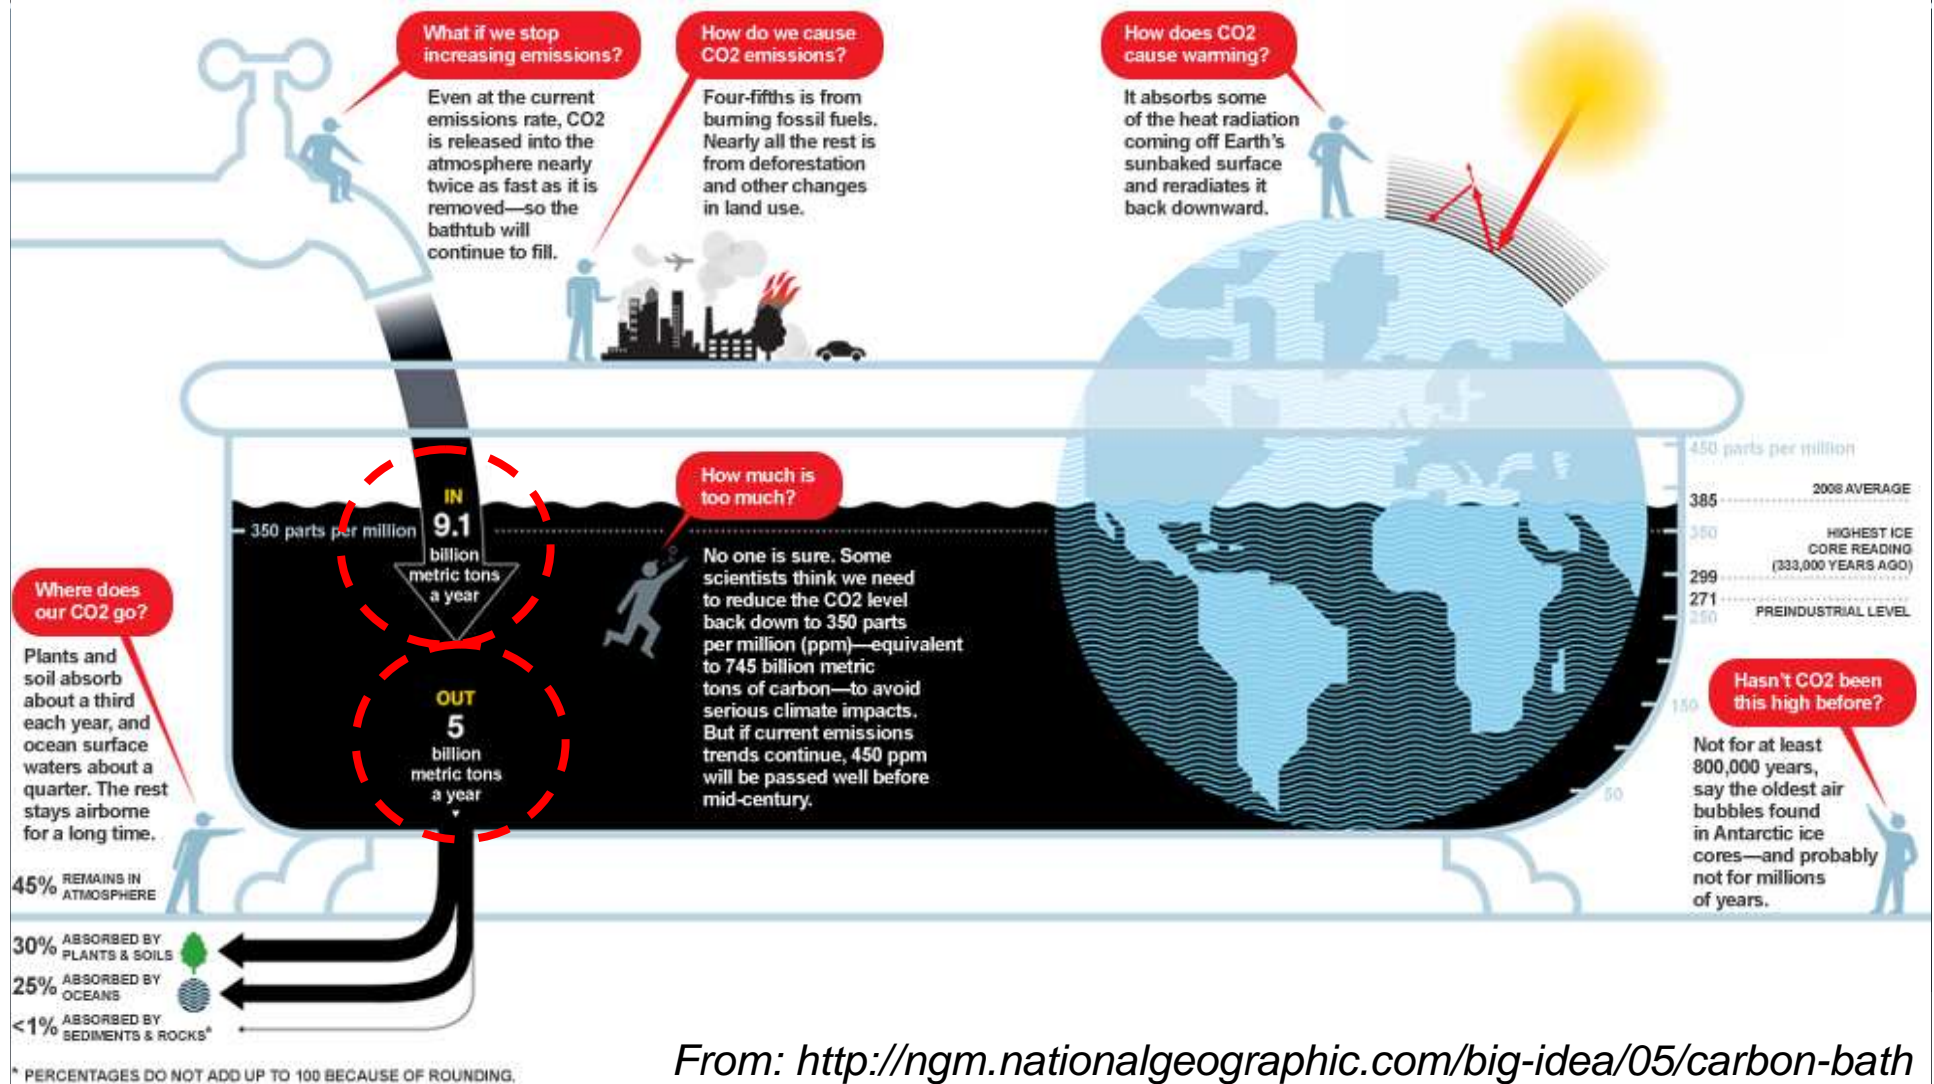 What if we stop
increasing emissions?
Even at the current
emissions rate, CO2
is released into the
atmosphere nearly
twice as fast as it is
removed—so the
bathtub will
continue to fill.
How do we cause
CO2 emissions?
Four-fifths is from
burning fossil fuels.
Nearly all the rest is
from deforestation
and other changes
in land use.
How does CO2
cause warming?
It absorbs some
of the heat radiation
coming off Earth's
sunbaked surface
and reradiates it
back downward.
IN
9.1
billion
metric tons
a year
350 parts per million
OUT
5
billion
metric tons
a year
How much is
too much?
No one is sure. Some
scientists think we need
to reduce the CO2 level
back down to 350 parts
per million (ppm)—equivalent
to 745 billion metric
tons of carbon—to avoid
serious climate impacts.
But if current emissions
trends continue, 450 ppm
will be passed well before
mid-century.
450 parts per million
385
2008 AVERAGE
350
HIGHEST ICE
CORE READING
(333,000 YEARS AGO)
299
271
PREINDUSTRIAL LEVEL
250
150
50
Hasn't CO2 been
this high before?
Not for at least
800,000 years,
say the oldest air
bubbles found
in Antarctic ice
cores—and probably
not for millions
of years.
Where does
our CO2 go?
Plants and
soil absorb
about a third
each year, and
ocean surface
waters about a
quarter. The rest
stays airborne
for a long time.
45% REMAINS IN
ATMOSPHERE
30% ABSORBED BY
PLANTS & SOILS
25% ABSORBED BY
OCEANS
<1% ABSORBED BY
SEDIMENTS & ROCKS*
* PERCENTAGES DO NOT ADD UP TO 100 BECAUSE OF ROUNDING.
From: http://ngm.nationalgeographic.com/big-idea/05/carbon-bath